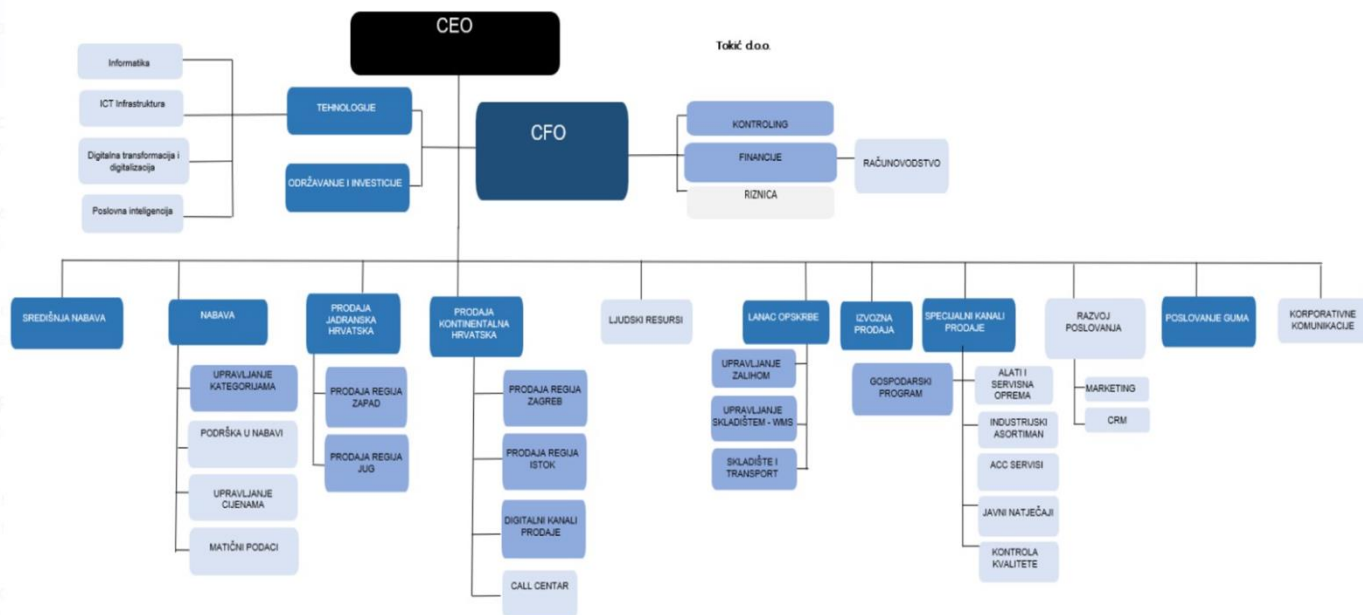 CEO
Tokić d.o.o.
Informatika
ICT Infrastruktura
Digitalna transformacija i
digitalizacija
Poslovna inteligencija
TEHNOLOGIJE
ODRŽAVANJE I INVESTICIJE
CFO
KONTROLING
FINANCIJE
RIZNICA
RAČUNOVODSTVO
SREDIŠNJA NABAVA
NABAVA
UPRAVLJANJE
KATEGORIJAMA
PODRŠKA U NABAVI
UPRAVLJANJE
CIJENAMA
MATIČNI PODACI
PRODAJA
JADRANSKA
HRVATSKA
PRODAJA REGIJA
ZAPAD
PRODAJA REGIJA
JUG
PRODAJA
KONTINENTALNA
HRVATSKA
PRODAJA REGIJA
ZAGREB
PRODAJA REGIJA
ISTOK
DIGITALNI KANALI
PRODAJE
CALL CENTAR
LJUDSKI RESURSI
LANAC OPSKRBE
UPRAVLJANJE
ZALIHOM
UPRAVLJANJE
SKLADIŠTEM - WMS
SKLADIŠTE I
TRANSPORT
IZVOZNA
PRODAJA
SPECIJALNI KANALI
PRODAJE
GOSPODARSKI
PROGRAM
ALATI I
SERVISNA
OPREMA
INDUSTRIJSKI
ASORTIMAN
ACC SERVISI
JAVNI NATJEČAJI
KONTROLA
KVALITETE
RAZVOJ
POSLOVANJA
MARKETING
CRM
POSLOVANJE GUMA
KORPORATIVNE
KOMUNIKACIJE